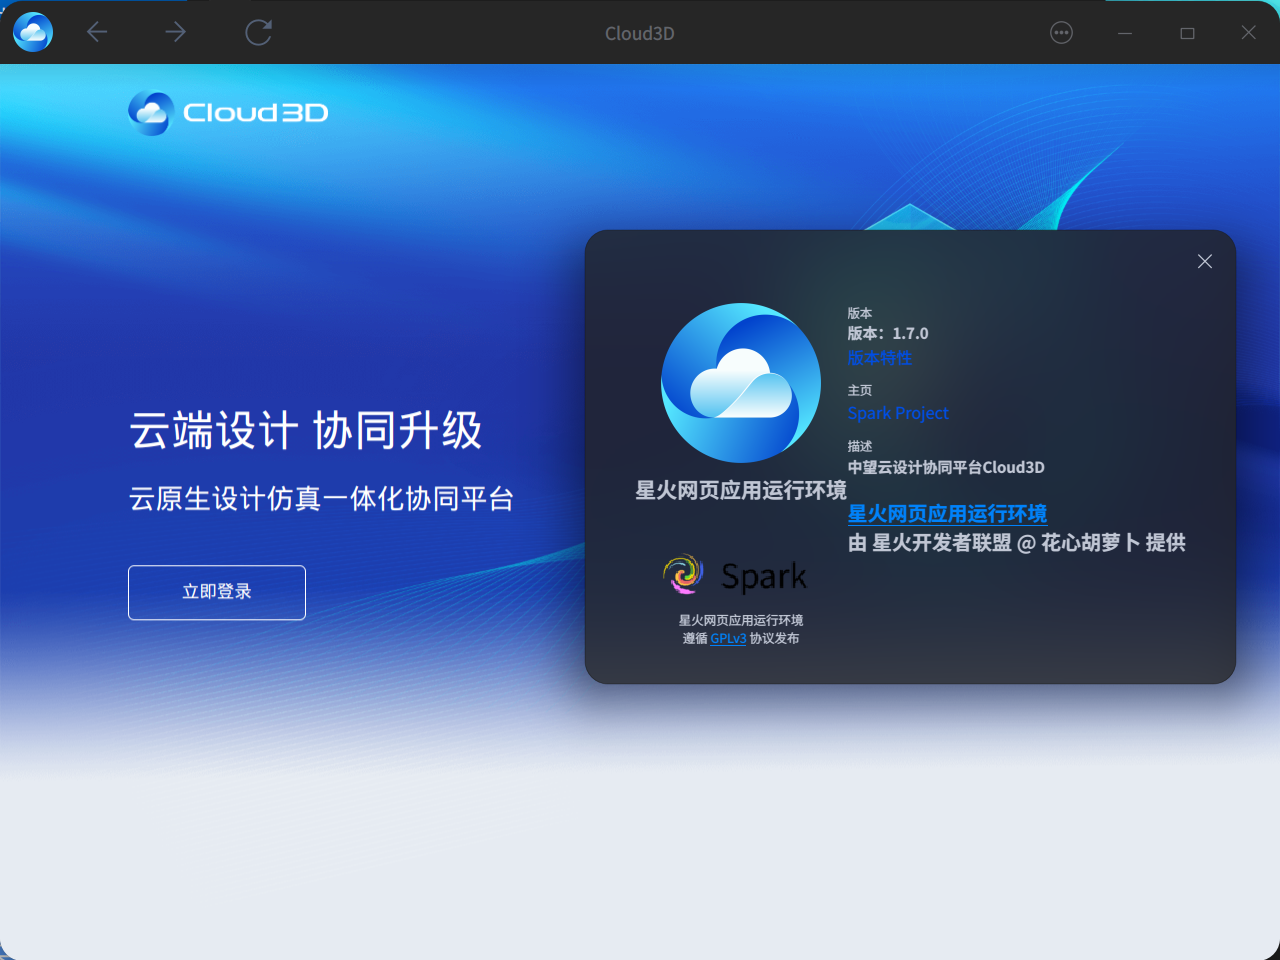 Cloud3D
Cloud3D
云端设计 协同升级
云原生设计仿真一体化协同平台
立即登录
星火网页应用运行环境
Spark
星火网页应用运行环境
遵循 GPLv3 协议发布
版本
版本：1.7.0
版本特性
主页
Spark Project
描述
中望云设计协同平台Cloud3D
星火网页应用运行环境
由 星火开发者联盟 @ 花心胡萝卜 提供